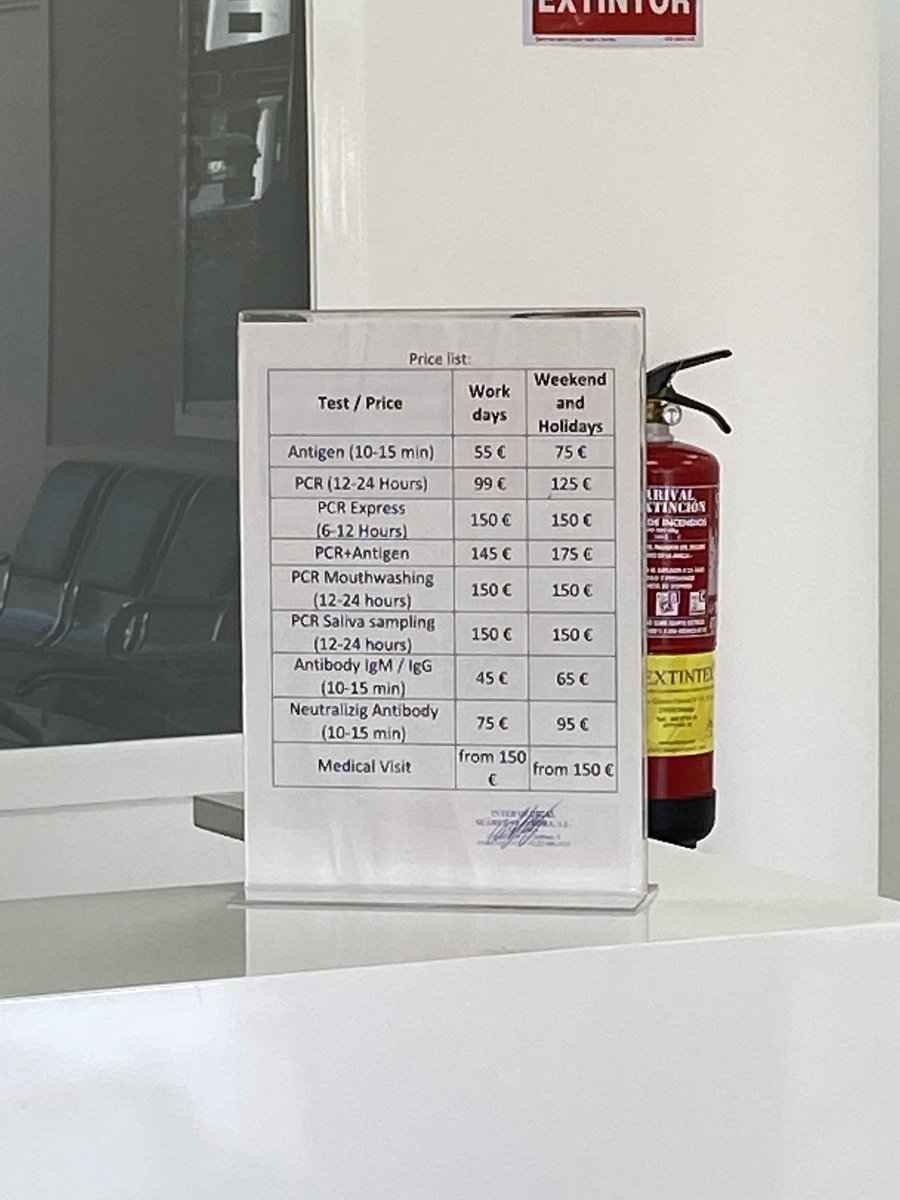 EXTINTOR
Price list:
Test / Price
Work
days
Weekend
and
Holidays
Antigen (10-15 min) 55 € 75 €
PCR (12-24 Hours) 99 € 125 €
PCR Express
(6-12 Hours)
150 € 150 €
PCR+Antigen 145 € 175 €
PCR Mouthwashing
(12-24 hours)
150 € 150 €
PCR Saliva sampling
(12-24 hours)
150 € 150 €
Antibody IgM / IgG
(10-15 min)
45 € 65 €
Neutralizig Antibody
(10-15 min)
75 € 95 €
Medical Visit
from 150
€
from 150 €
EXTINTEX